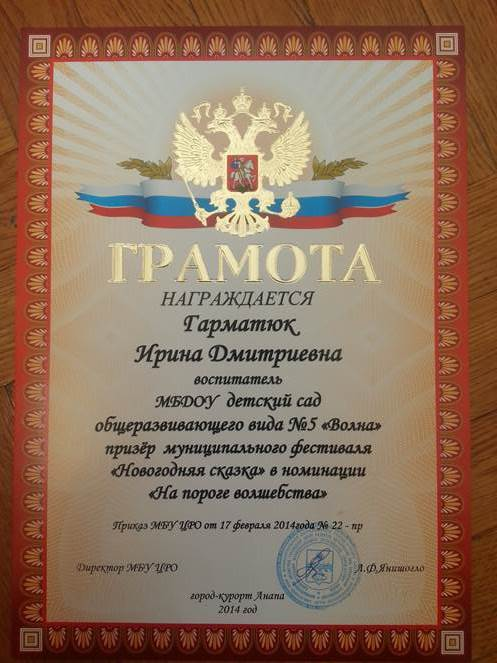 ГРАМОТА
НАГРАЖДАЕТСЯ
Гарматюк
Ирина Дмитриевна
воспитатель
МБДОУ детский сад
общеразвивающего вида №5 «Волна»
призёр муниципального фестиваля
«Новогодняя сказка» в номинации
«На пороге волшебства»
Приказ МБУ ЦРО от 17 февраля 2014года № 22 - пр
Директор МБУ ЦРО Л.Ф.Янишогло
город-курорт Анапа
2014 год